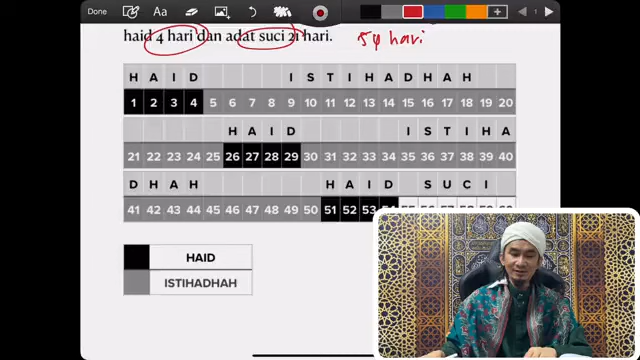 Done
Aa
1
haid 4 hari dan adat suci 21 hari. 54 hari
H A I D I S T I H A D H A H
1 2 3 4 5 6 7 8 9 10 11 12 13 14 15 16 17 18 19 20
H A I D I S T I H A
21 22 23 24 25 26 27 28 29 30 31 32 33 34 35 36 37 38 39 40
D H A H H A I D S U C I
41 42 43 44 45 46 47 48 49 50 51 52 53
HAID
ISTIHADHAH